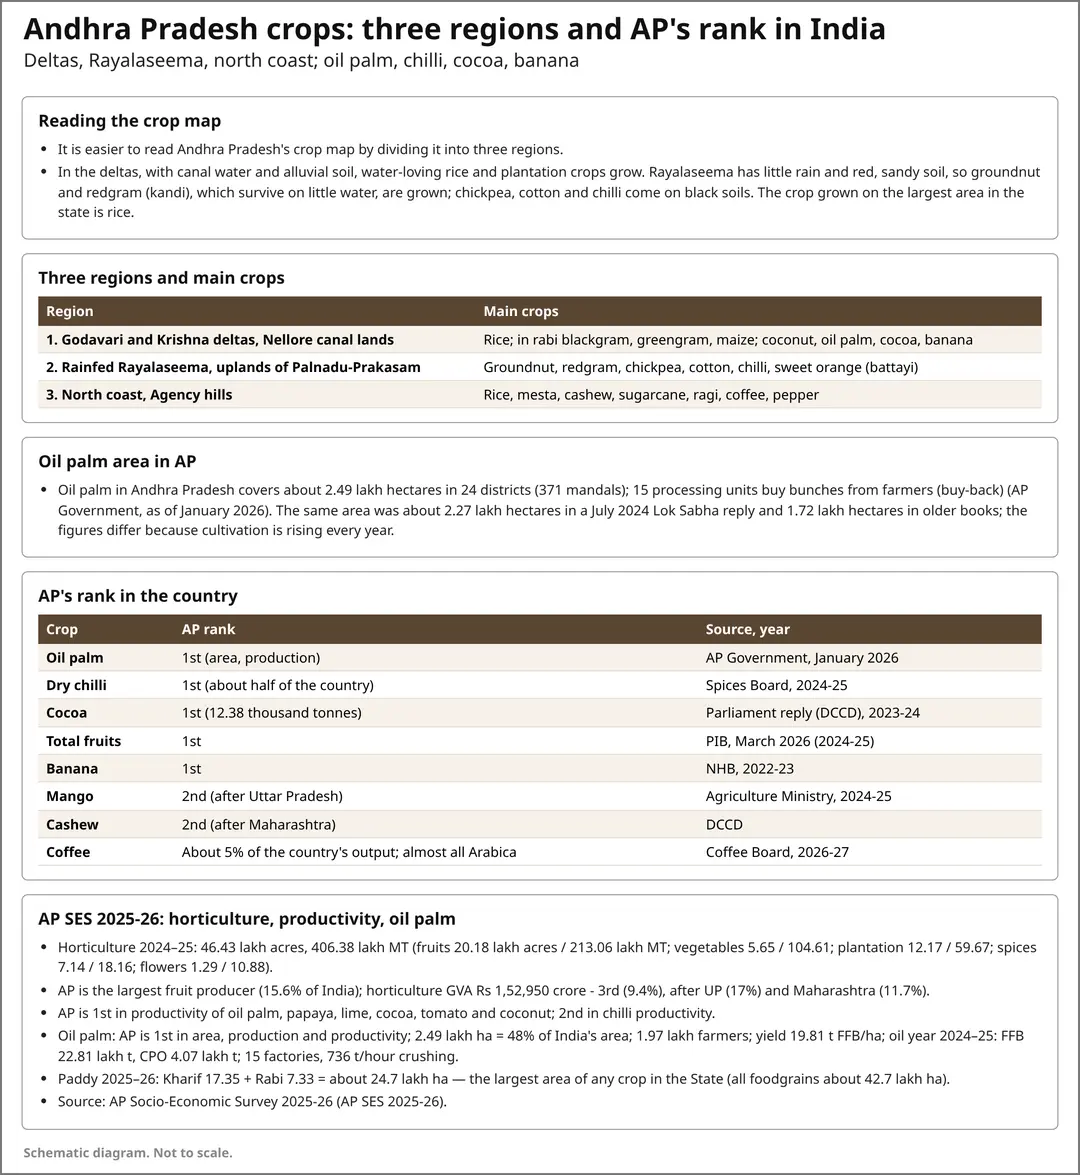 Andhra Pradesh crops: three regions and AP's rank in India
Deltas, Rayalaseema, north coast; oil palm, chilli, cocoa, banana
Reading the crop map
• It is easier to read Andhra Pradesh's crop map by dividing it into three regions.
• In the deltas, with canal water and alluvial soil, water-loving rice and plantation crops grow. Rayalaseema has little rain and red, sandy soil, so groundnut
and redgram (kandi), which survive on little water, are grown; chickpea, cotton and chilli come on black soils. The crop grown on the largest area in the
state is rice.
Three regions and main crops
Region Main crops
1. Godavari and Krishna deltas, Nellore canal lands Rice; in rabi blackgram, greengram, maize; coconut, oil palm, cocoa, banana
2. Rainfed Rayalaseema, uplands of Palnadu-Prakasam Groundnut, redgram, chickpea, cotton, chilli, sweet orange (battayi)
3. North coast, Agency hills Rice, mesta, cashew, sugarcane, ragi, coffee, pepper
Oil palm area in AP
• Oil palm in Andhra Pradesh covers about 2.49 lakh hectares in 24 districts (371 mandals); 15 processing units buy bunches from farmers (buy-back) (AP
Government, as of January 2026). The same area was about 2.27 lakh hectares in a July 2024 Lok Sabha reply and 1.72 lakh hectares in older books; the
figures differ because cultivation is rising every year.
AP's rank in the country
Crop AP rank Source, year
Oil palm 1st (area, production) AP Government, January 2026
Dry chilli 1st (about half of the country) Spices Board, 2024-25
Cocoa 1st (12.38 thousand tonnes) Parliament reply (DCCD), 2023-24
Total fruits 1st PIB, March 2026 (2024-25)
Banana 1st NHB, 2022-23
Mango 2nd (after Uttar Pradesh) Agriculture Ministry, 2024-25
Cashew 2nd (after Maharashtra) DCCD
Coffee About 5% of the country's output; almost all Arabica Coffee Board, 2026-27
AP SES 2025-26: horticulture, productivity, oil palm
• Horticulture 2024–25: 46.43 lakh acres, 406.38 lakh MT (fruits 20.18 lakh acres / 213.06 lakh MT; vegetables 5.65 / 104.61; plantation 12.17 / 59.67; spices
7.14 / 18.16; flowers 1.29 / 10.88).
• AP is the largest fruit producer (15.6% of India); horticulture GVA Rs 1,52,950 crore - 3rd (9.4%), after UP (17%) and Maharashtra (11.7%).
• AP is 1st in productivity of oil palm, papaya, lime, cocoa, tomato and coconut; 2nd in chilli productivity.
• Oil palm: AP is 1st in area, production and productivity; 2.49 lakh ha = 48% of India's area; 1.97 lakh farmers; yield 19.81 t FFB/ha; oil year 2024–25: FFB
22.81 lakh t, CPO 4.07 lakh t; 15 factories, 736 t/hour crushing.
• Paddy 2025–26: Kharif 17.35 + Rabi 7.33 = about 24.7 lakh ha — the largest area of any crop in the State (all foodgrains about 42.7 lakh ha).
• Source: AP Socio-Economic Survey 2025-26 (AP SES 2025-26).
Schematic diagram. Not to scale.